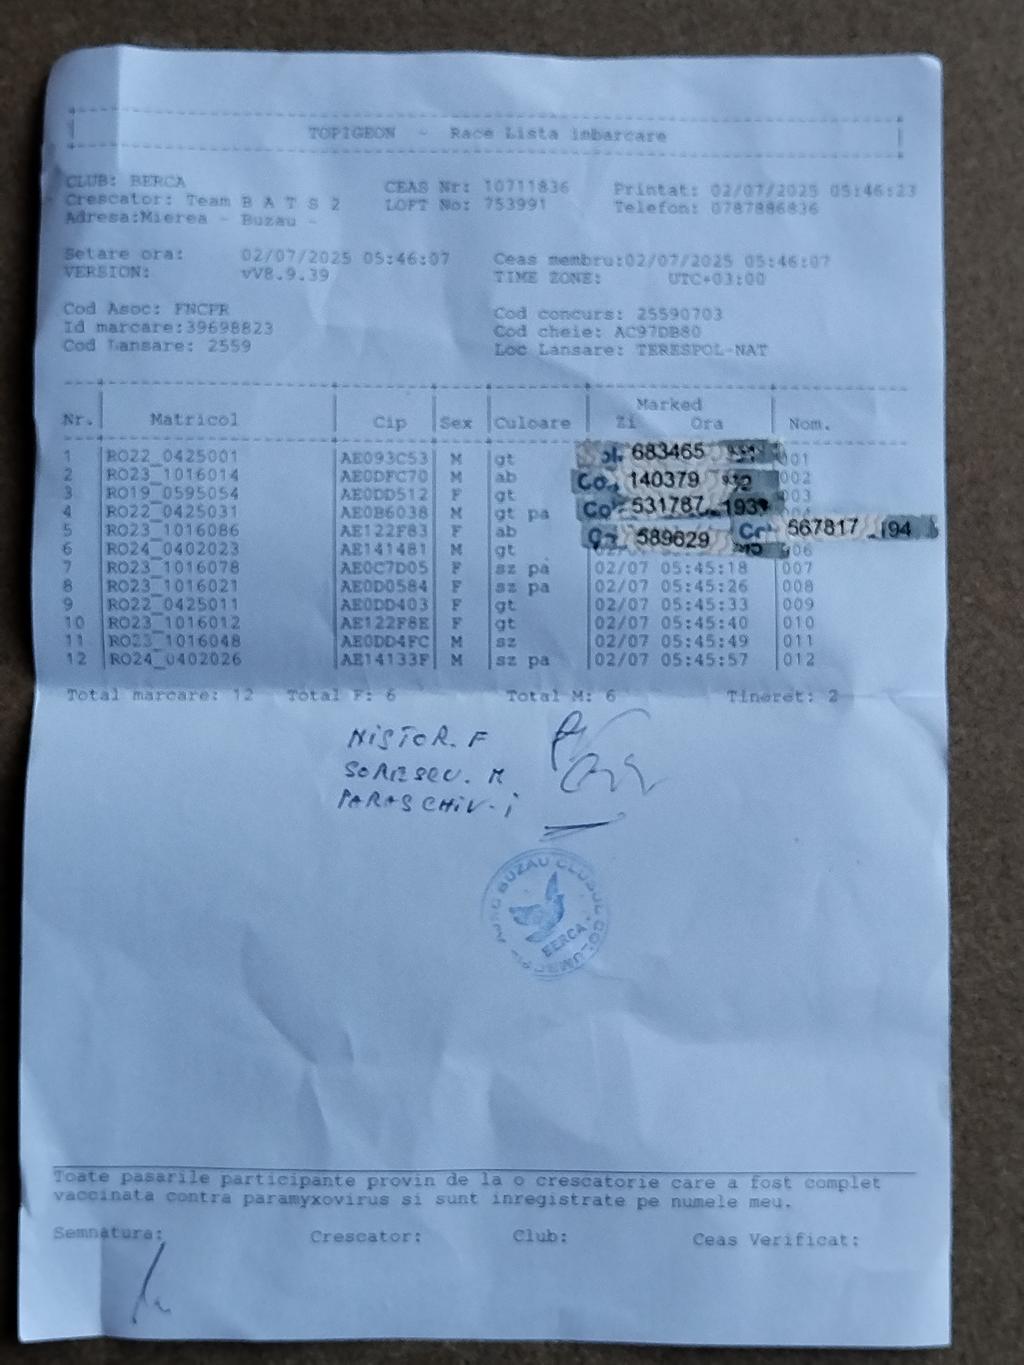 TOPIGEON - Race Lista imbarcare
CLUB: BERCA CEAS Nr: 10711836 Printat: 02/07/2025 05:46:23
Crescator: Team B A T S 2 LOFT No: 753991 Telefon: 0787886836
Adresa:Mierea - Buzau -
Setare ora: 02/07/2025 05:46:07 Ceas membru:02/07/2025 05:46:07
VERSION: vV8.9.39 TIME ZONE: UTC+03:00
Cod Asoc: FNCPR Cod concurs: 25590703
Id marcare:39698823 Cod cheie: AC97DB80
Cod Lansare: 2559 Loc Lansare: TERESPOL-NAT
Nr. Matricol Cip Sex Culoare Marked Zi Ora Nom.
1 RO22_0425001 AE093C53 M gt 683465 001
2 RO23_1016014 AE0DFC70 M ab 140379 002
3 RO19_0595054 AE0DD512 F gt 531787 193 003
4 RO22_0425031 AE0B6038 M gt pa
5 RO23_1016086 AE122F83 F ab 589629 567817 194
6 RO24_0402023 AE141481 M gt 006
7 RO23_1016078 AE0C7D05 F sz pa 02/07 05:45:18 007
8 RO23_1016021 AE0D0584 F sz pa 02/07 05:45:26 008
9 RO22_0425011 AE0DD403 F gt 02/07 05:45:33 009
10 RO23_1016012 AE122F8E F gt 02/07 05:45:40 010
11 RO23_1016048 AE0DD4FC M sz 02/07 05:45:49 011
12 RO24_0402026 AE14133F M sz pa 02/07 05:45:57 012
Total marcare: 12 Total F: 6 Total M: 6 Tineret: 2
NISTOR. F
SORESCU. M
PARASCHIV. I
BUZAU CLUBUL COLUMBOFIL
BERCA
Toate pasarile participante provin de la o crescatorie care a fost complet
vaccinata contra paramyxovirus si sunt inregistrate pe numele meu.
Semnatura: Crescator: Club: Ceas Verificat: